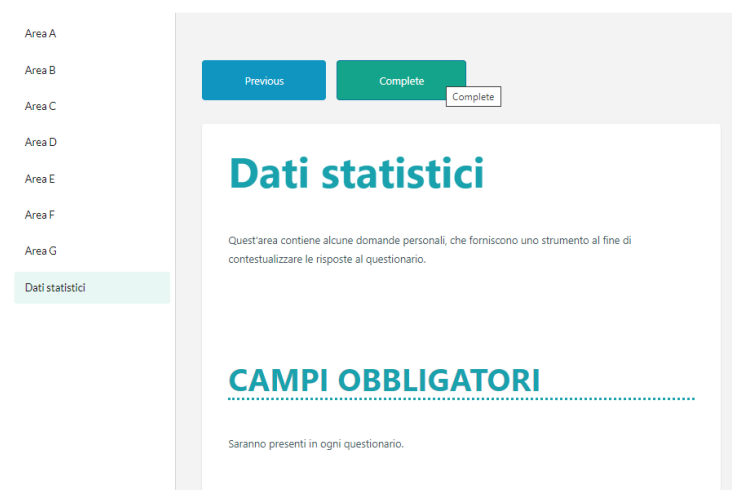 Area A
Area B
Area C
Area D
Area E
Area F
Area G
Dati statistici
Previous
Complete
Complete
Dati statistici
Quest'area contiene alcune domande personali, che forniscono uno strumento al fine di
contestualizzare le risposte al questionario.
CAMPI OBBLIGATORI
Saranno presenti in ogni questionario.